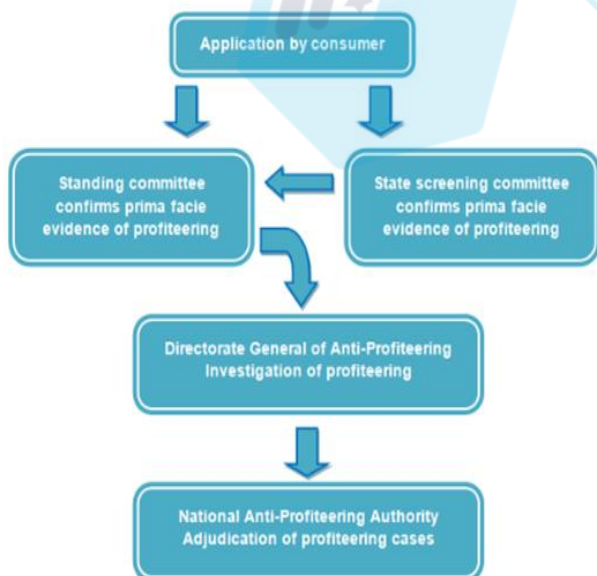 Application by consumer
Standing committee
confirms prima facie
evidence of profiteering
State screening committee
confirms prima facie
evidence of profiteering
Directorate General of Anti-Profiteering
Investigation of profiteering
National Anti-Profiteering Authority
Adjudication of profiteering cases